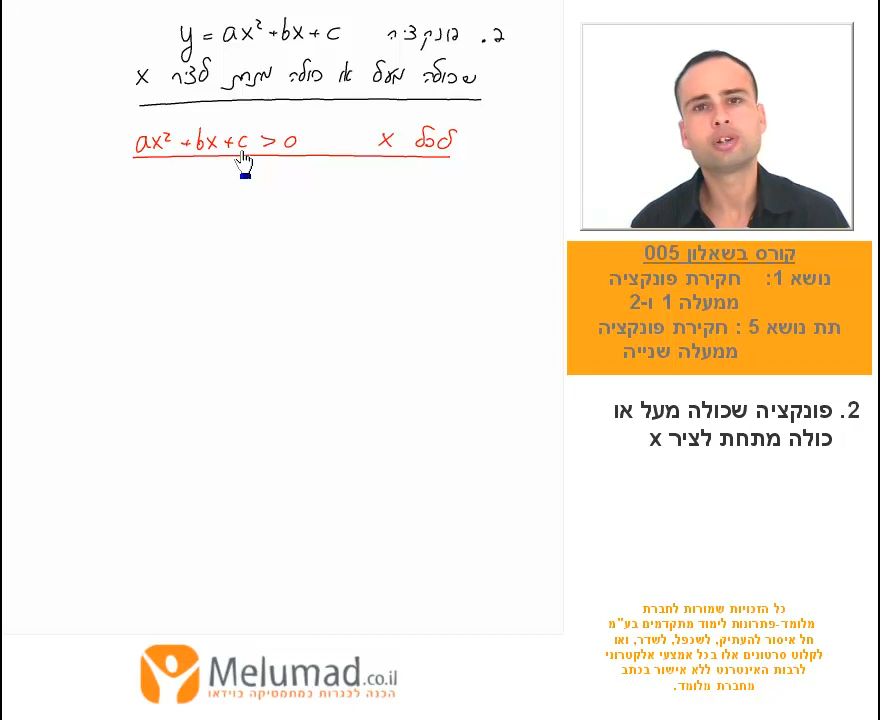 2. פונקציה y = ax² + bx + c
שכולה מעל או כולה מתחת לציר x
לכל x ax² + bx + c > 0
קורס בשאלון 005
נושא 1: חקירת פונקציה
ממעלה 1 ו-2
תת נושא 5 : חקירת פונקציה
ממעלה שנייה
2. פונקציה שכולה מעל או
כולה מתחת לציר x
כל הזכויות שמורות לחברת
מלומד-פתרונות לימוד מתקדמים בע"מ
חל איסור להעתיק, לשכפל, לשדר, ו/או
לקלוט סרטונים אלו בכל אמצעי אלקטרוני
לרבות האינטרנט ללא אישור בכתב
מחברת מלומד.
Melumad.co.il
הכנה לבגרות במתמטיקה בוידאו